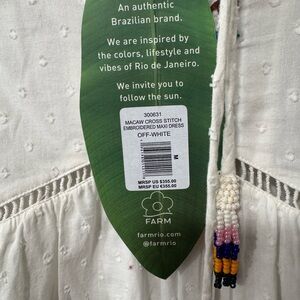 An authentic
Brazilian brand.
We are inspired by
the colors, lifestyle and
vibes of Rio de Janeiro.
We invite you to
follow the sun.
300831
MACAW CROSS STITCH
EMBROIDERED MAXI DRESS
OFF-WHITE
M
MRSP US $355.00
MRSP EU €355.00
FARM
farmrio.com
@farmrio